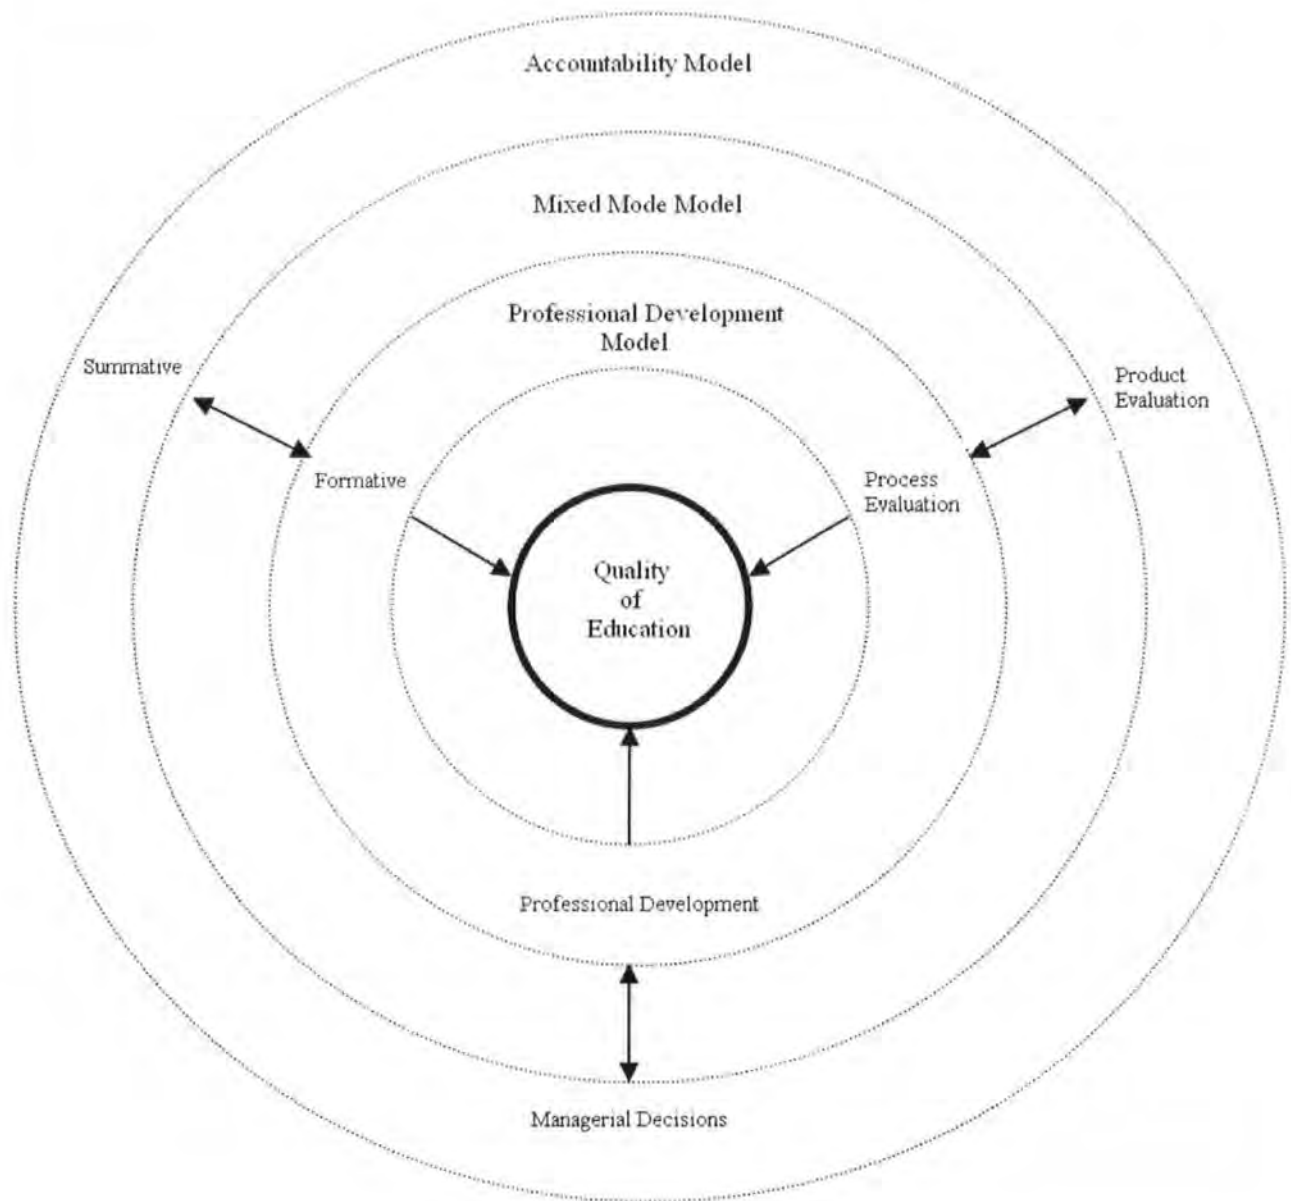 Accountability Model
Mixed Mode Model
Professional Development
Model
Summative
Product
Evaluation
Formative
Process
Evaluation
Quality
of
Education
Professional Development
Managerial Decisions